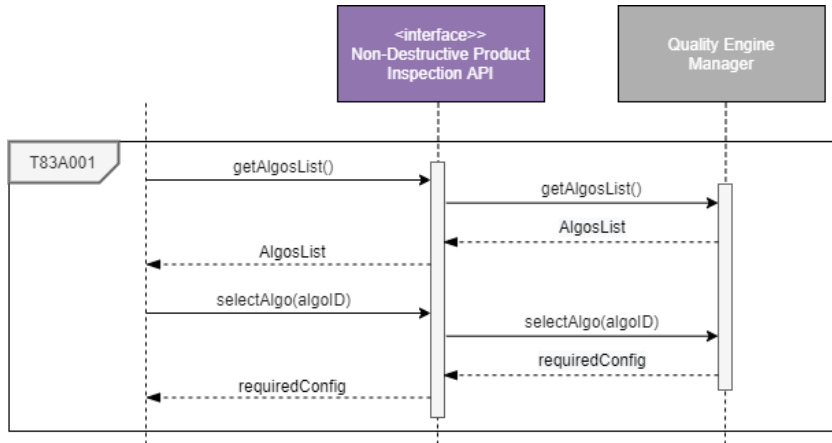 <interface>>
Non-Destructive Product
Inspection API
Quality Engine
Manager
T83A001
getAlgosList()
getAlgosList()
AlgosList
AlgosList
selectAlgo(algoID)
selectAlgo(algoID)
requiredConfig
requiredConfig